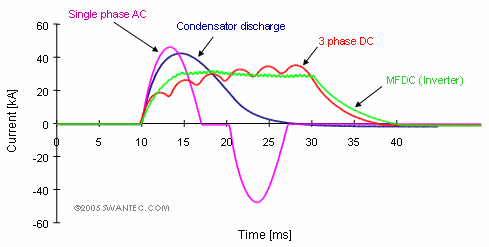 Single phase AC
Condensator discharge
3 phase DC
MFDC (Inverter)
Current [kA]
60
40
20
0
-20
-40
-60
0
5
10
15
20
25
30
35
40
©2005 SWANTEC.COM
Time [ms]